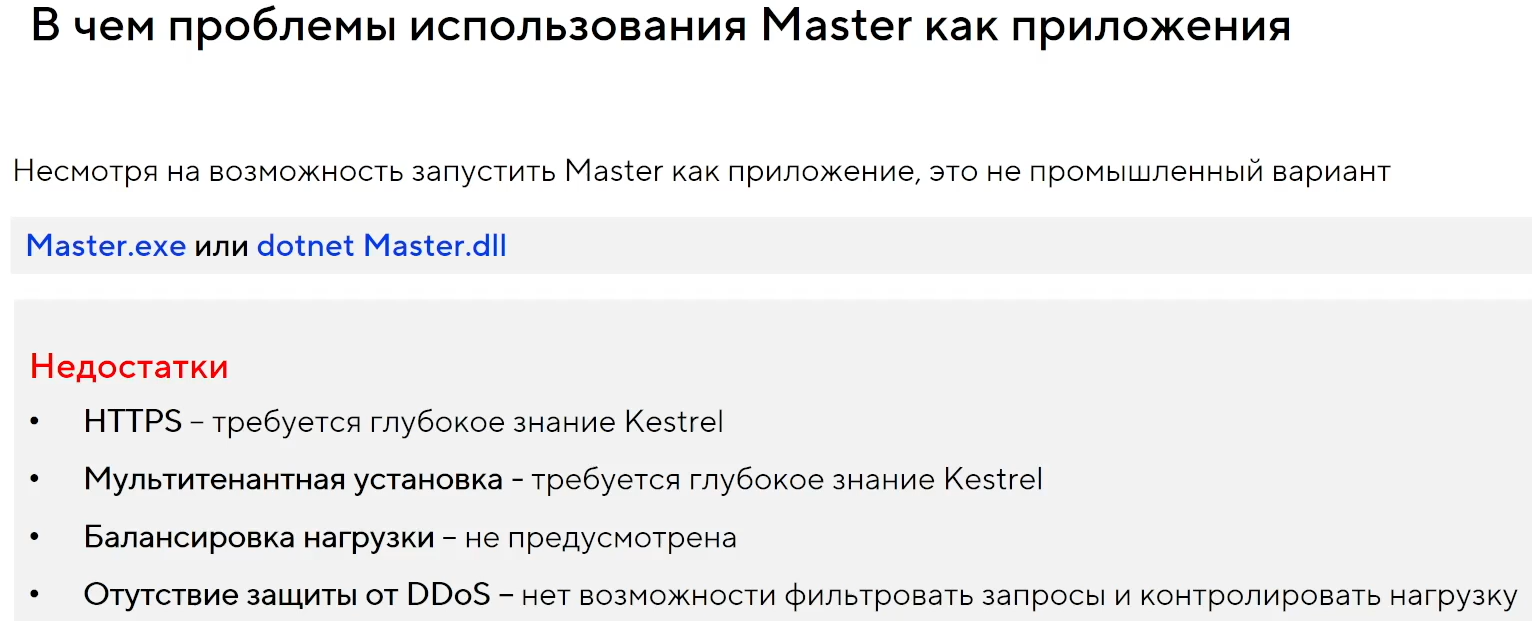 В чем проблемы использования Master как приложения
Несмотря на возможность запустить Master как приложение, это не промышленный вариант
Master.exe или dotnet Master.dll
Недостатки
• HTTPS – требуется глубокое знание Kestrel
• Мультитенантная установка - требуется глубокое знание Kestrel
• Балансировка нагрузки – не предусмотрена
• Отутствие защиты от DDoS – нет возможности фильтровать запросы и контролировать нагрузку